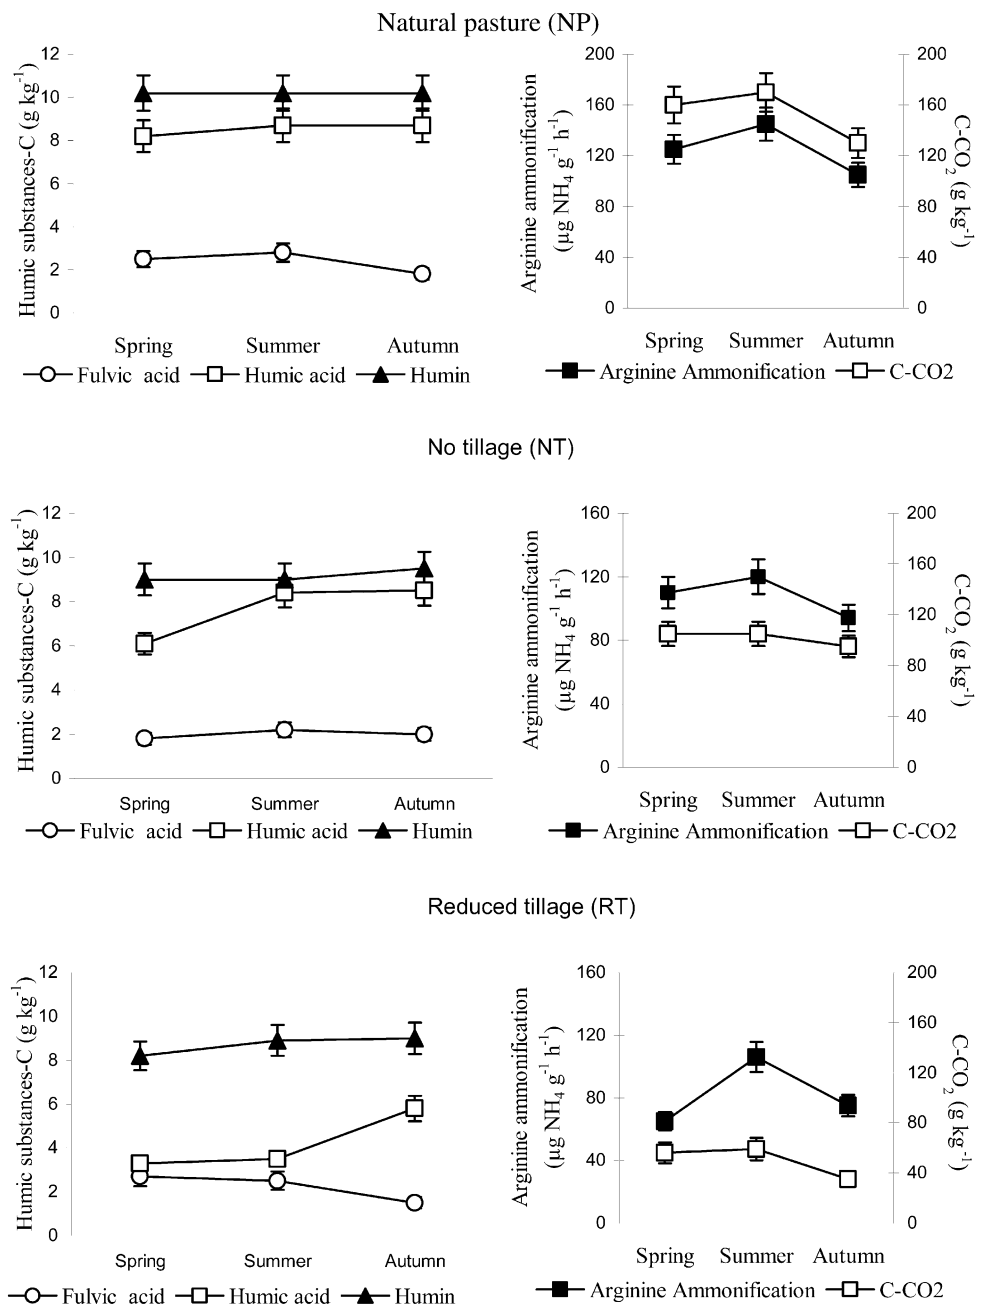 Natural pasture (NP)
Humic substances-C (g kg-1)
12
10
8
6
4
2
0
Spring Summer Autumn
Fulvic acid Humic acid Humin
Arginine ammonification
(µg NH4 g-1 h-1)
200
160
120
80
40
0
200
160
120
80
40
0
C-CO2 (g kg-1)
Spring Summer Autumn
Arginine Ammonification C-CO2
No tillage (NT)
Humic substances-C (g kg-1)
12
10
8
6
4
2
0
Spring Summer Autumn
Fulvic acid Humic acid Humin
Arginine ammonification
(µg NH4 g-1 h-1)
160
120
80
40
0
200
160
120
80
40
0
C-CO2 (g kg-1)
Spring Summer Autumn
Arginine Ammonification C-CO2
Reduced tillage (RT)
Humic substances-C (g kg-1)
12
10
8
6
4
2
0
Spring Summer Autumn
Fulvic acid Humic acid Humin
Arginine ammonification
(µg NH4 g-1 h-1)
160
120
80
40
0
200
160
120
80
40
0
C-CO2 (g kg-1)
Spring Summer Autumn
Arginine Ammonification C-CO2